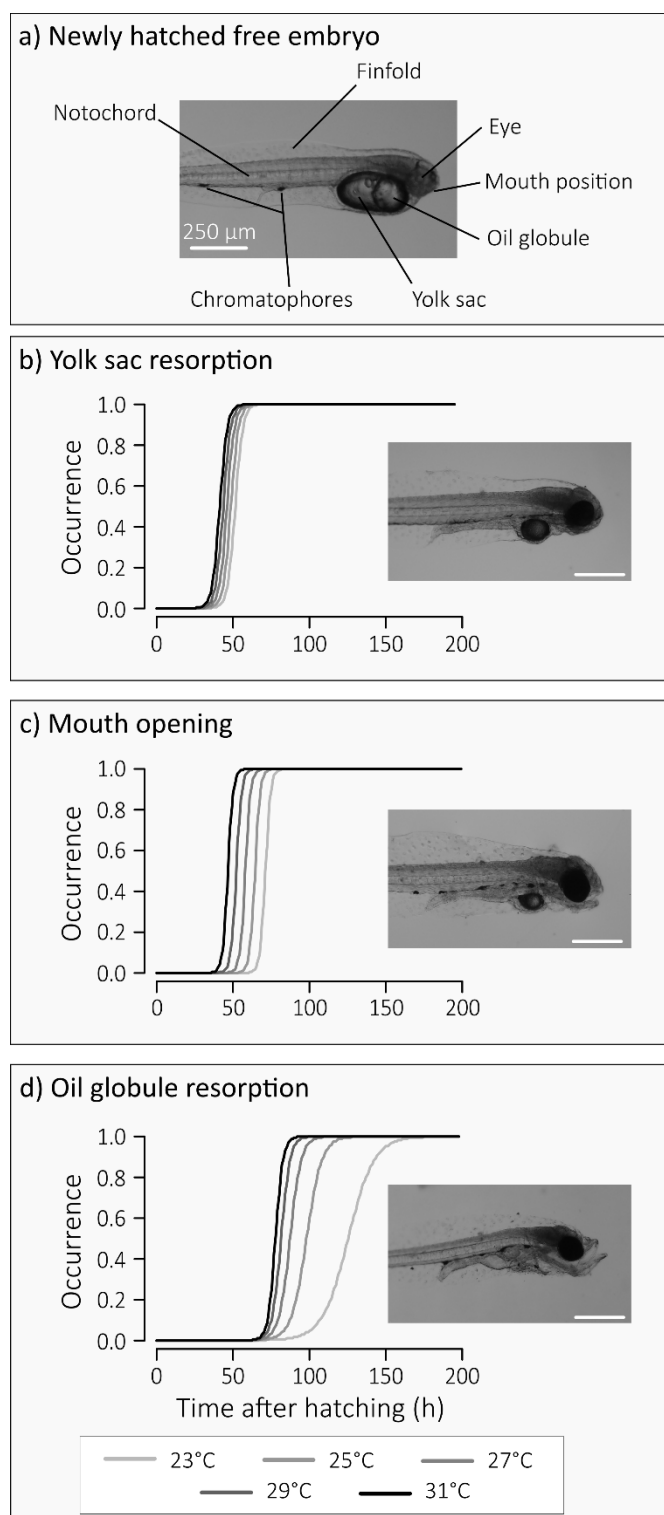 a) Newly hatched free embryo
Finfold
Notochord
Eye
Mouth position
250 µm
Oil globule
Chromatophores
Yolk sac
b) Yolk sac resorption
1.0
0.8
0.6
0.4
0.2
0.0
Occurrence
0 50 100 150 200
c) Mouth opening
1.0
0.8
0.6
0.4
0.2
0.0
Occurrence
0 50 100 150 200
d) Oil globule resorption
1.0
0.8
0.6
0.4
0.2
0.0
Occurrence
0 50 100 150 200
Time after hatching (h)
23°C 25°C 27°C
29°C 31°C